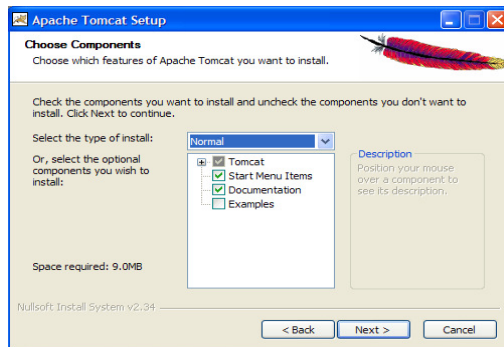 Apache Tomcat Setup
Choose Components
Choose which features of Apache Tomcat you want to install.
Check the components you want to install and uncheck the components you don't want to
install. Click Next to continue.
Select the type of install:
Normal
Or, select the optional
components you wish to
install:
Tomcat
Start Menu Items
Documentation
Examples
Description
Position your mouse
over a component to
see its description.
Space required: 9.0MB
Nullsoft Install System v2.34
< Back
Next >
Cancel